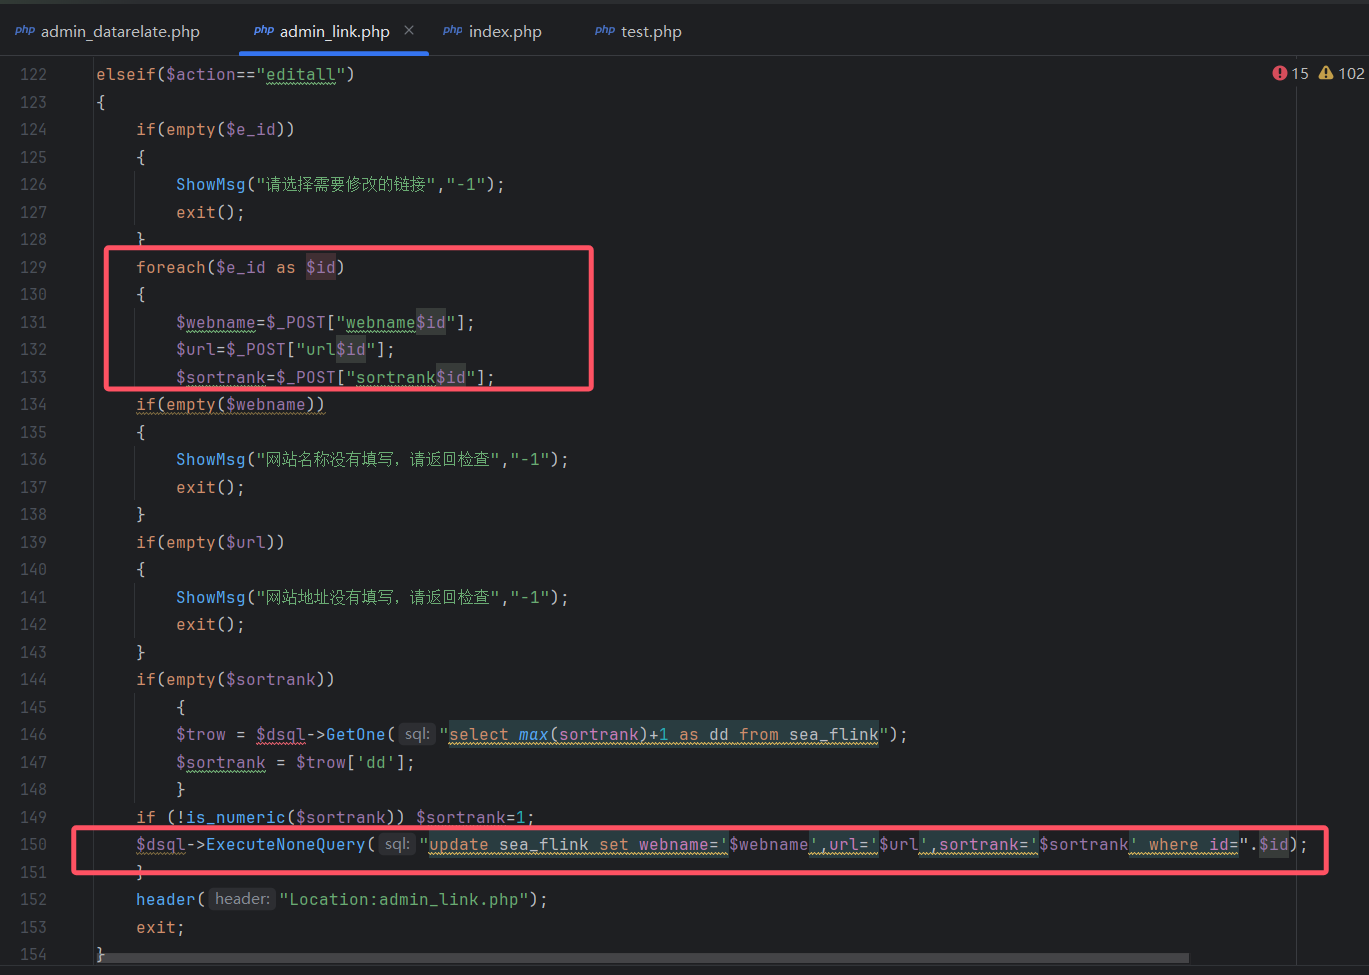 php admin_datarelate.php php admin_link.php × php index.php php test.php
122 elseif($action=="editall") 15 102
123 {
124 if(empty($e_id))
125 {
126 ShowMsg("请选择需要修改的链接","-1");
127 exit();
128 }
129 foreach($e_id as $id)
130 {
131 $webname=$_POST["webname$id"];
132 $url=$_POST["url$id"];
133 $sortrank=$_POST["sortrank$id"];
134 if(empty($webname))
135 {
136 ShowMsg("网站名称没有填写，请返回检查","-1");
137 exit();
138 }
139 if(empty($url))
140 {
141 ShowMsg("网站地址没有填写，请返回检查","-1");
142 exit();
143 }
144 if(empty($sortrank))
145 {
146 $trow = $dsql->GetOne( sql: "select max(sortrank)+1 as dd from sea_flink");
147 $sortrank = $trow['dd'];
148 }
149 if (!is_numeric($sortrank)) $sortrank=1;
150 $dsql->ExecuteNoneQuery( sql: "update sea_flink set webname='$webname',url='$url',sortrank='$sortrank' where id=".$id);
151 }
152 header( header: "Location:admin_link.php");
153 exit;
154 }